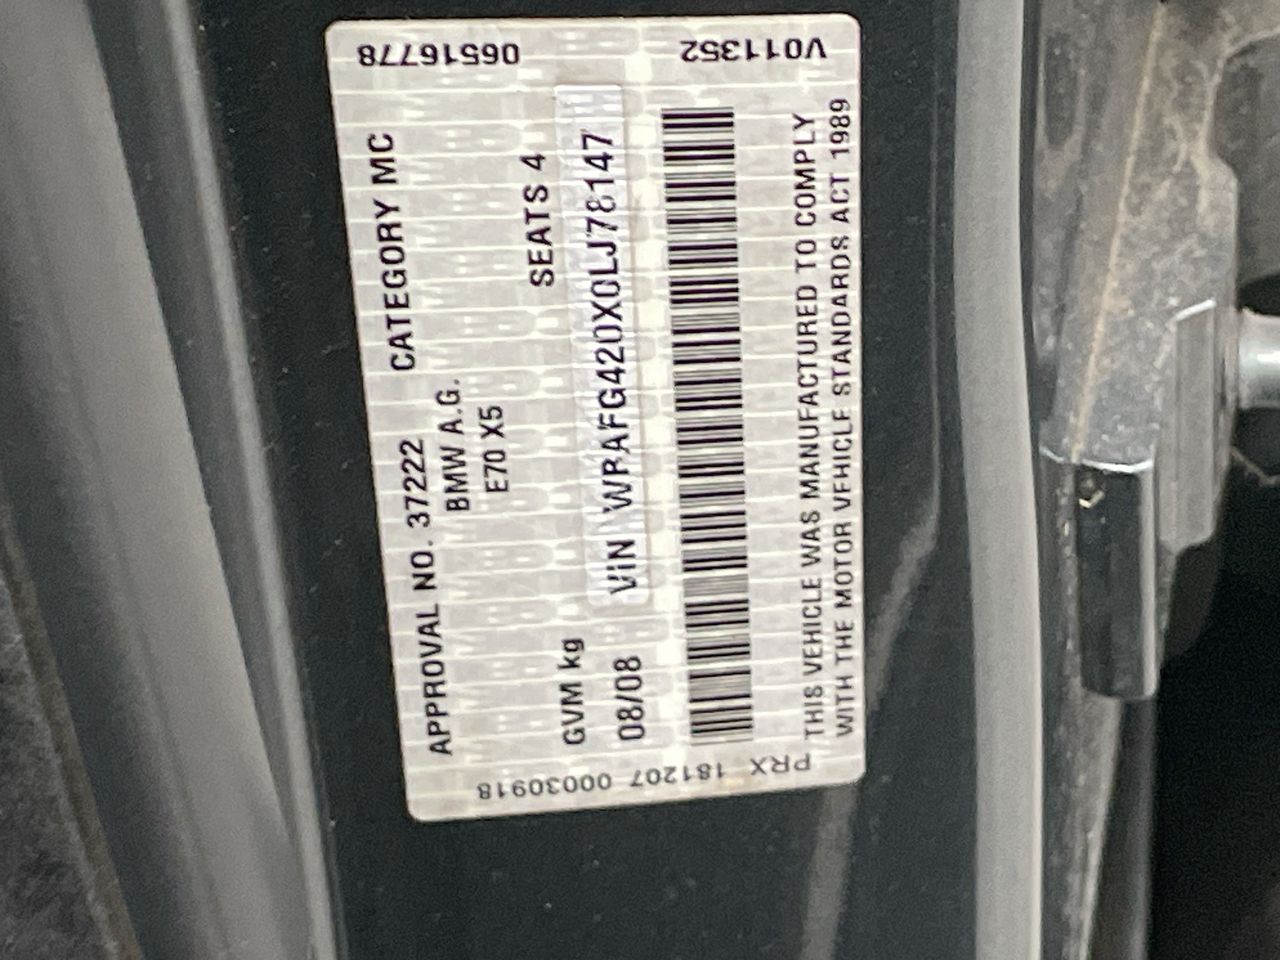 APPROVAL NO. 37222 CATEGORY MC
BMW A.G.
E70 X5
GVM kg SEATS 4
08/08 VIN WBAFG420X0LJ78147
THIS VEHICLE WAS MANUFACTURED TO COMPLY
WITH THE MOTOR VEHICLE STANDARDS ACT 1989
06516778
V011352
PRX 181207 00030918